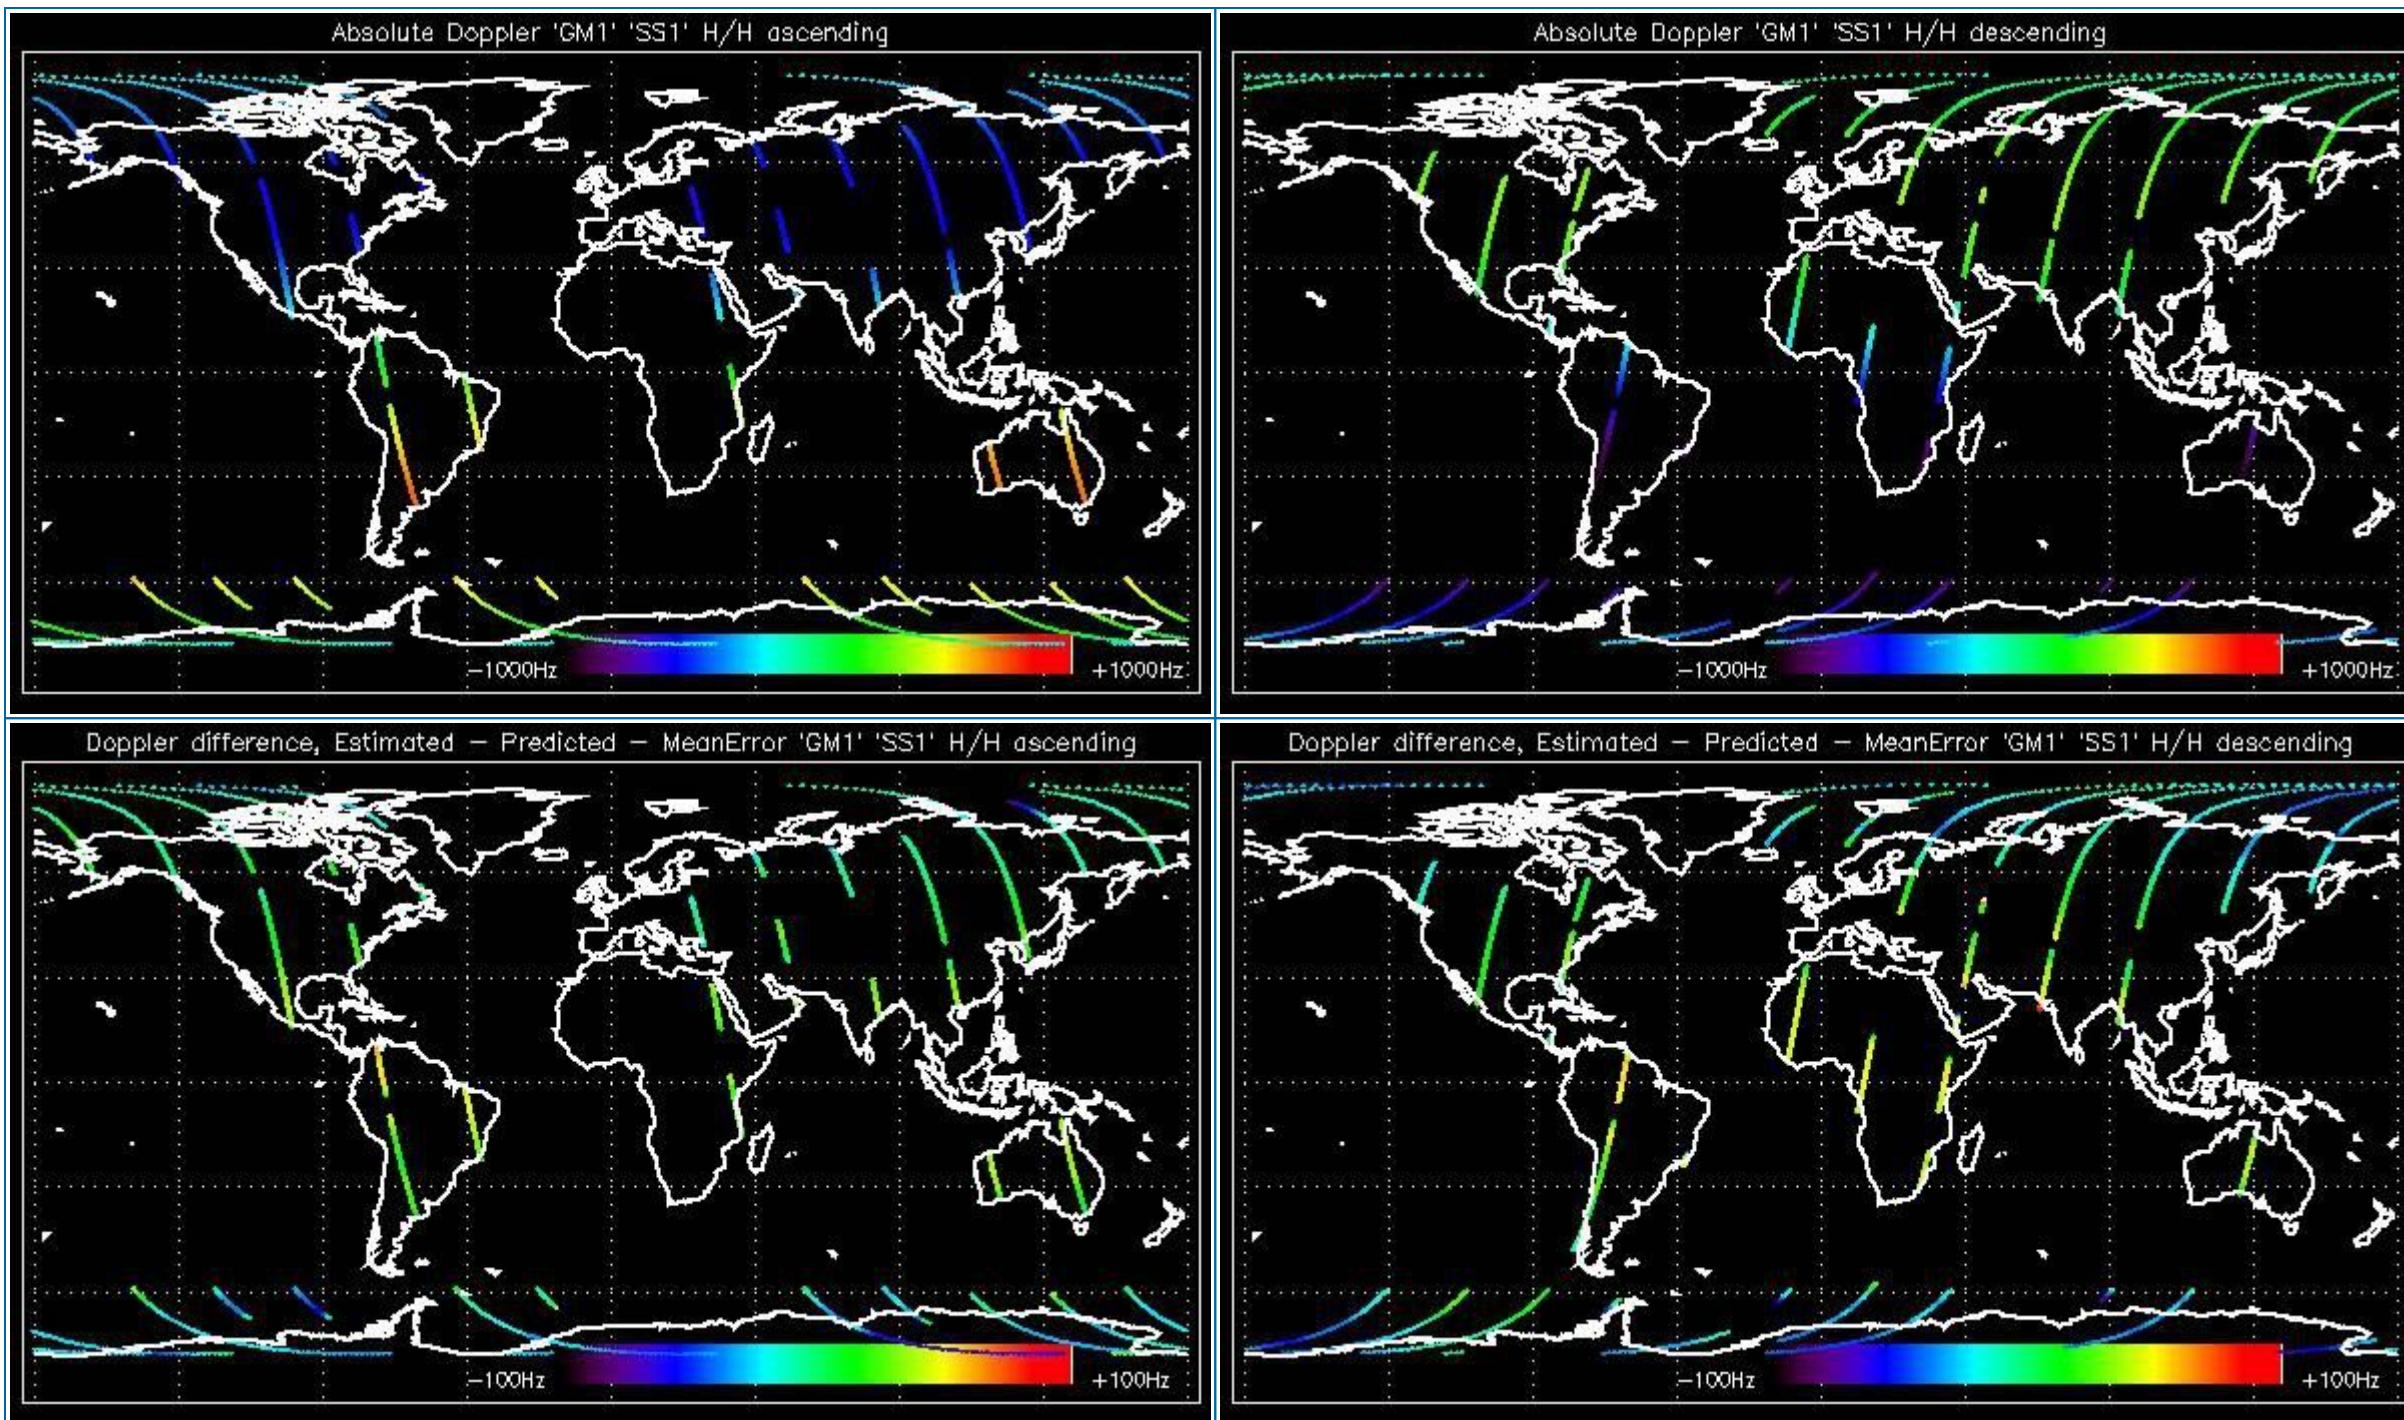 Absolute Doppler 'GM1' 'SS1' H/H ascending
−1000Hz
+1000Hz
Absolute Doppler 'GM1' 'SS1' H/H descending
−1000Hz
+1000Hz
Doppler difference, Estimated − Predicted − MeanError 'GM1' 'SS1' H/H ascending
−100Hz
+100Hz
Doppler difference, Estimated − Predicted − MeanError 'GM1' 'SS1' H/H descending
−100Hz
+100Hz